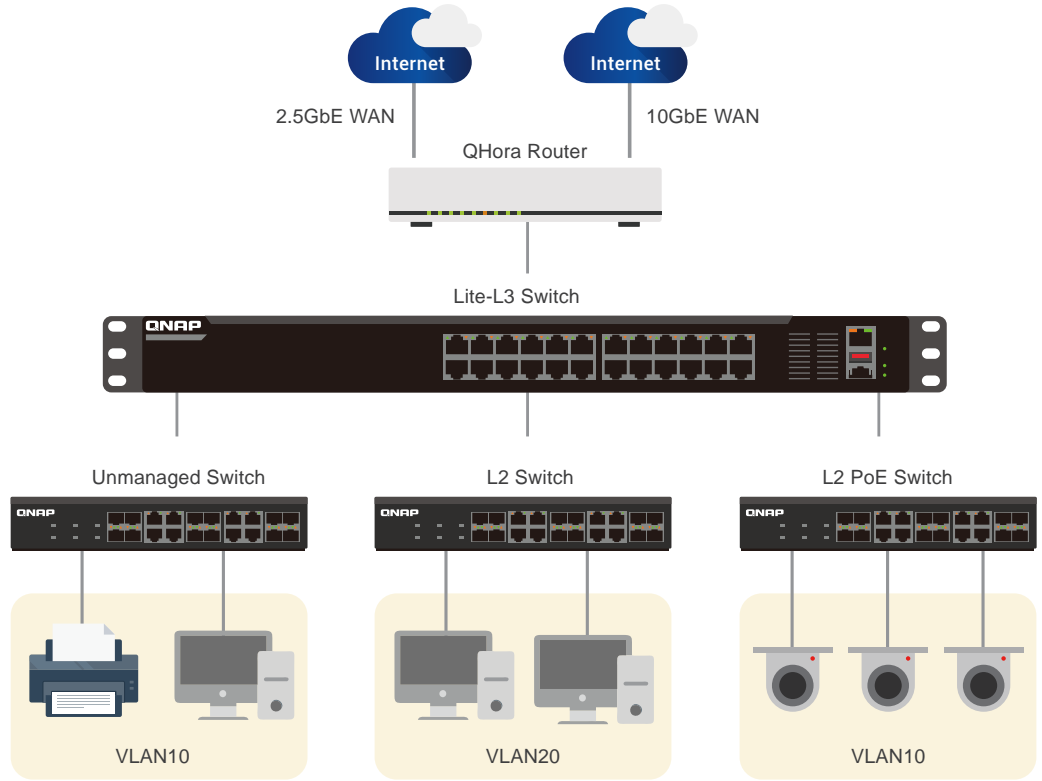 Internet
Internet
2.5GbE WAN
10GbE WAN
QHora Router
Lite-L3 Switch
QNAP
Unmanaged Switch
L2 Switch
L2 PoE Switch
QNAP
QNAP
QNAP
VLAN10
VLAN20
VLAN10